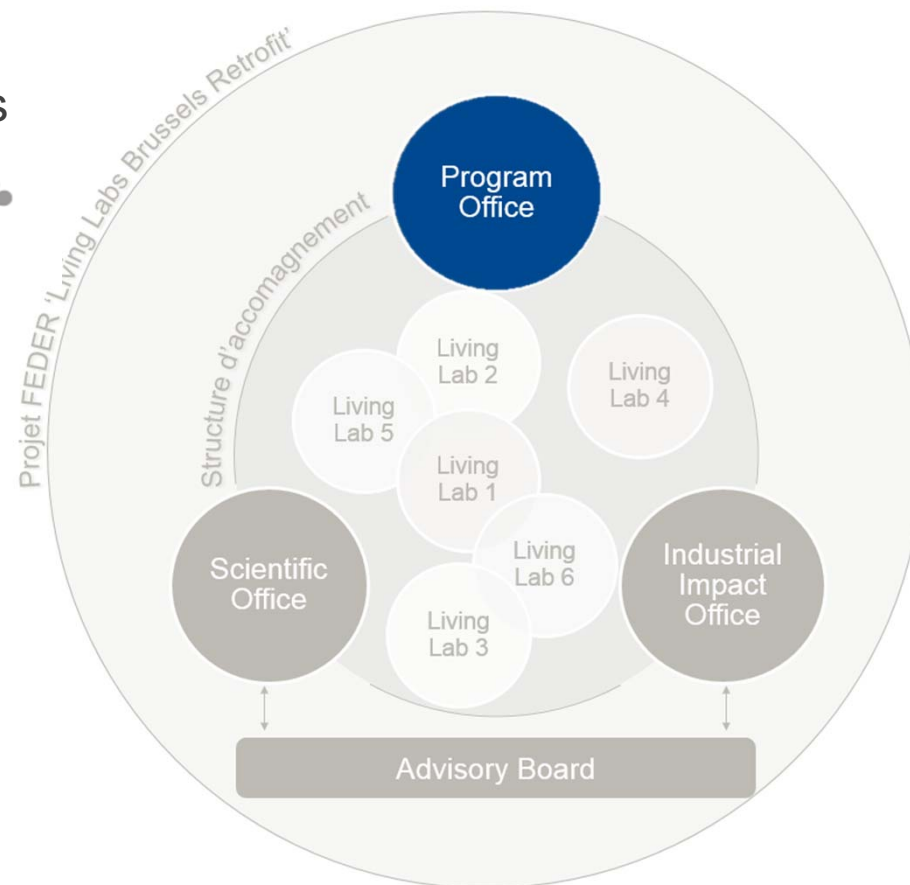 s
Projet FEDER ‘Living Labs Brussels Retrofit’
Structure d’accomagnement
Program
Office
Living
Lab 2
Living
Lab 4
Living
Lab 5
Living
Lab 1
Living
Lab 6
Scientific
Office
Industrial
Impact
Office
Living
Lab 3
Advisory Board